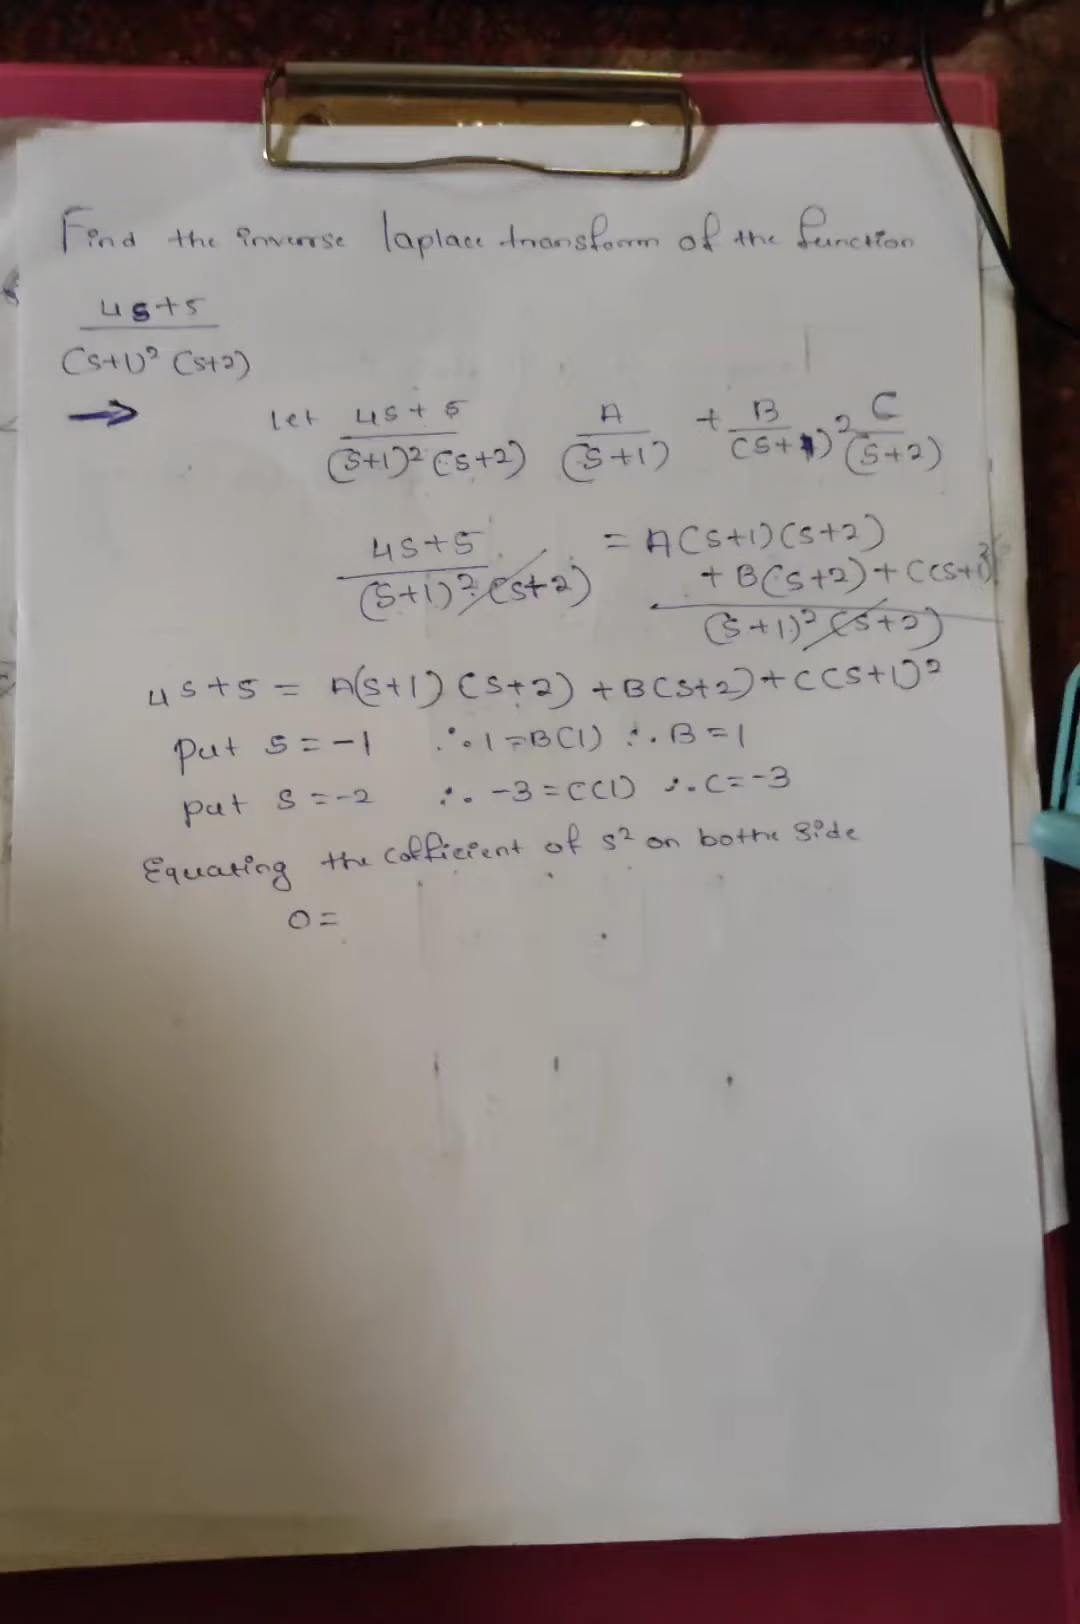 Find the inverse laplace transform of the function
4s+5
(s+1)² (s+2)
→ let 4s+5 A + B C
(s+1)² (s+2) (s+1) (s+1)² (s+2)
4s+5 = A(s+1)(s+2)
+ B(s+2) + C(s+1)
(s+1)² (s+2) (s+1)² (s+2)
4s+5 = A(s+1) (s+2) + B(s+2) + C(s+1)²
put s = -1 ∴ 1 = B(1) ∴ B = 1
put s = -2 ∴ -3 = C(1) ∴ C = -3
Equating the cofficient of s² on bothe side
0 =